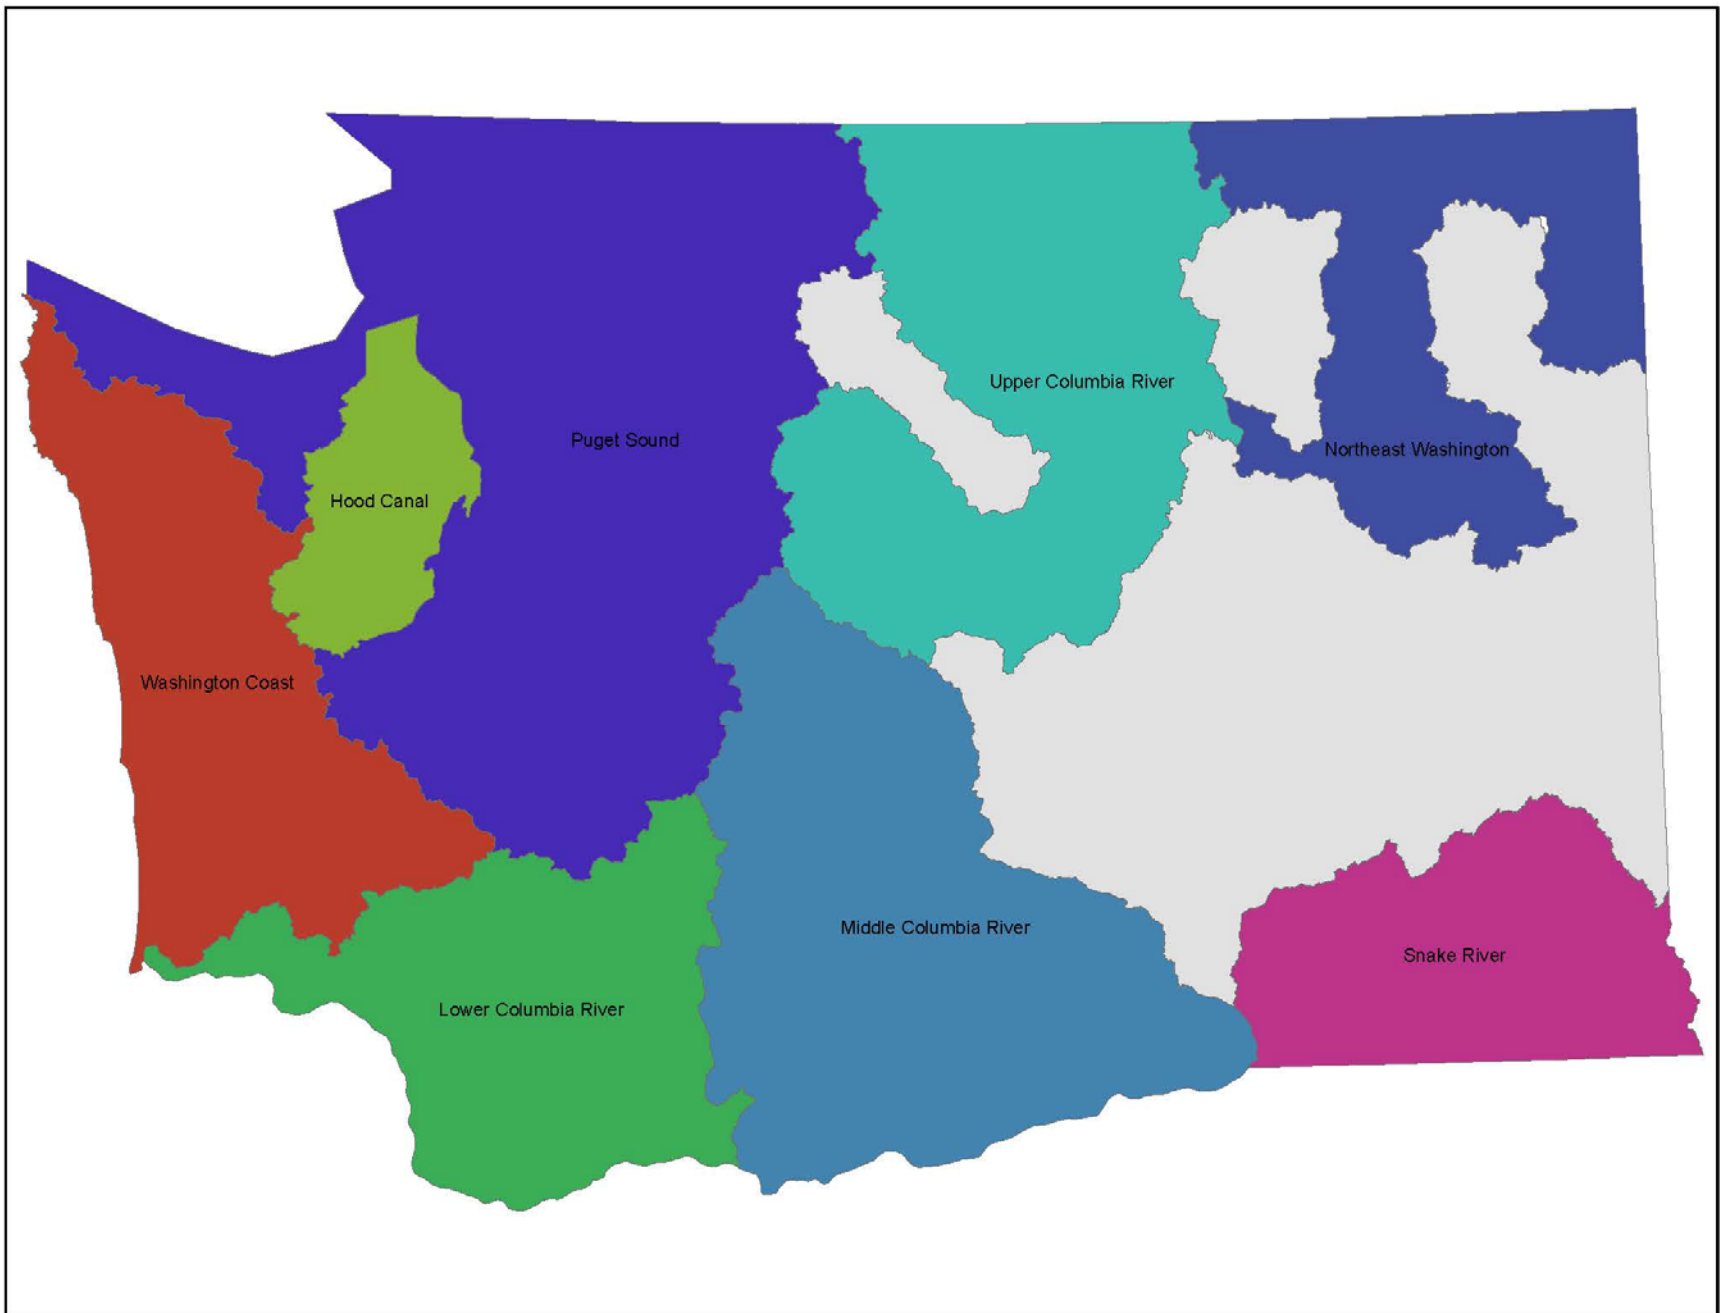 Upper Columbia River
Puget Sound
Northeast Washington
Hood Canal
Washington Coast
Middle Columbia River
Snake River
Lower Columbia River